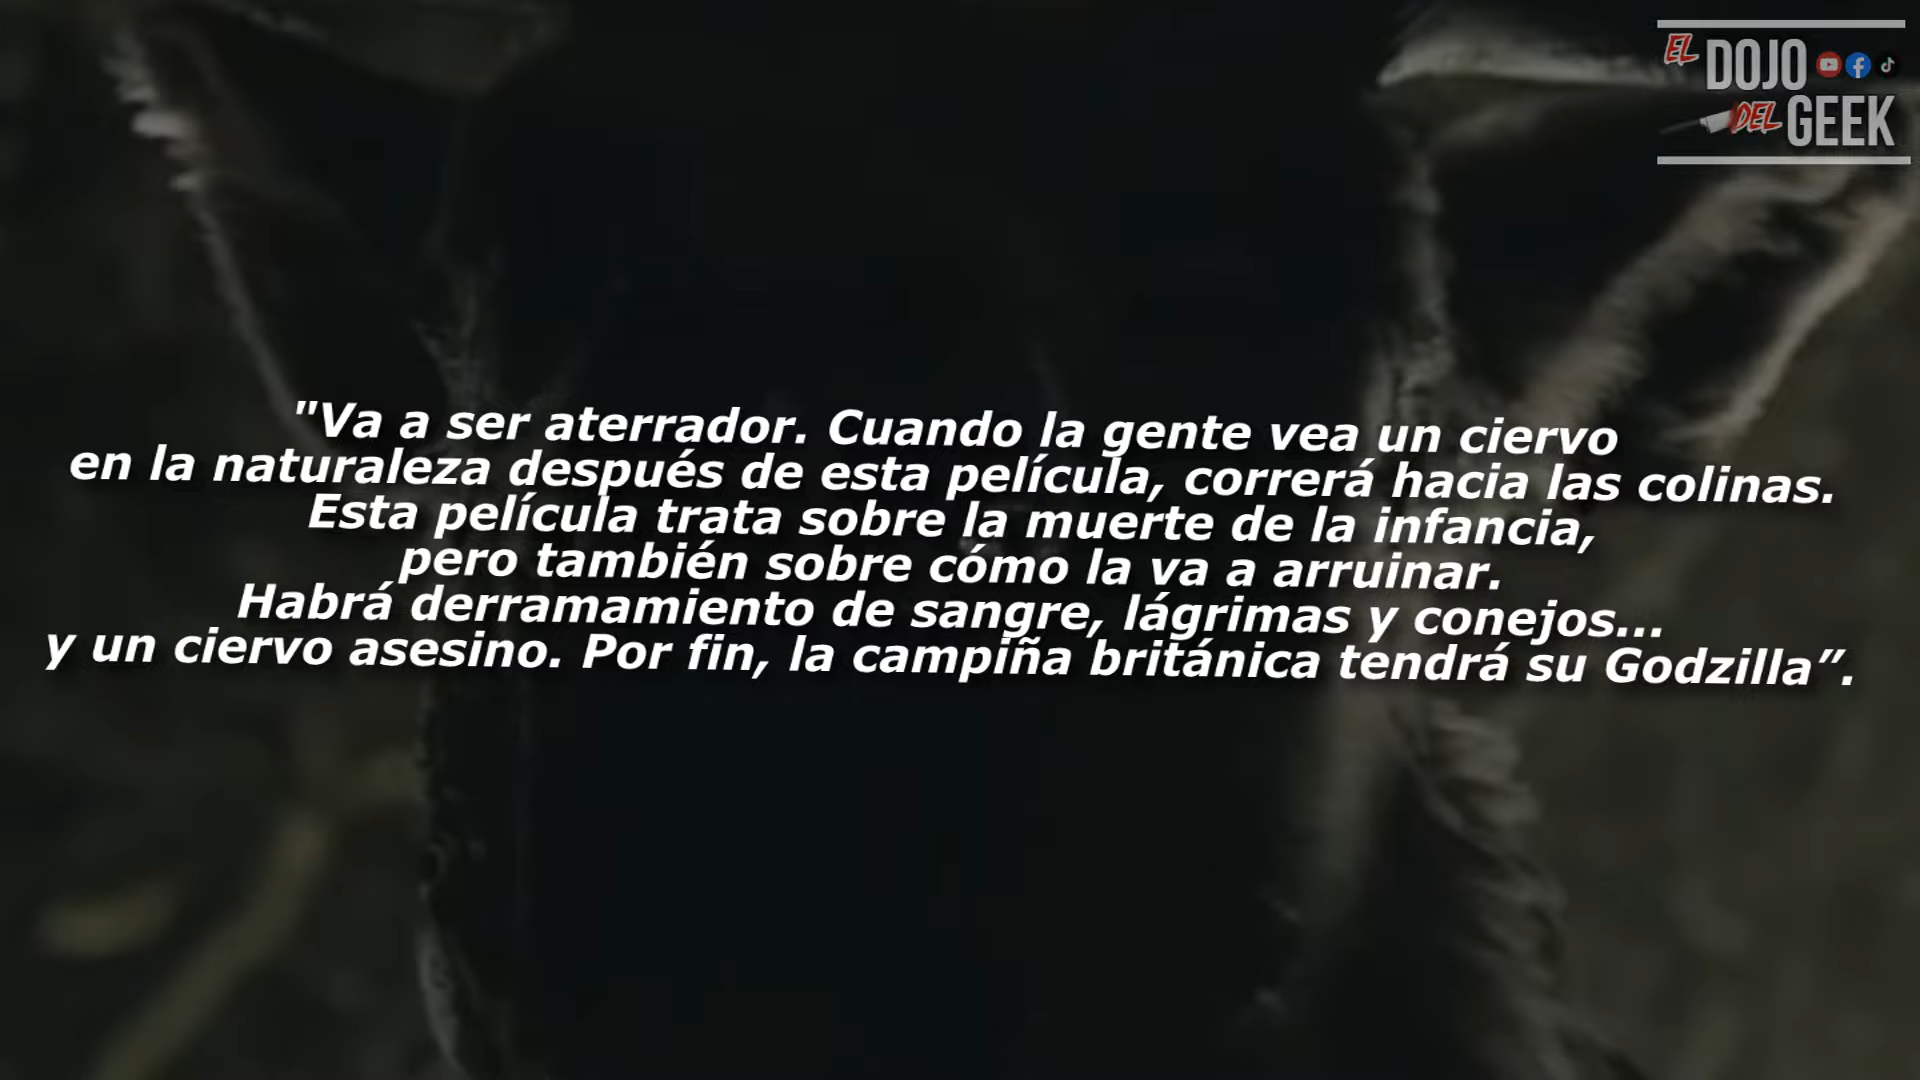 EL DOJO
DEL GEEK
"Va a ser aterrador. Cuando la gente vea un ciervo
en la naturaleza después de esta película, correrá hacia las colinas.
Esta película trata sobre la muerte de la infancia,
pero también sobre cómo la va a arruinar.
Habrá derramamiento de sangre, lágrimas y conejos...
y un ciervo asesino. Por fin, la campiña británica tendrá su Godzilla”.